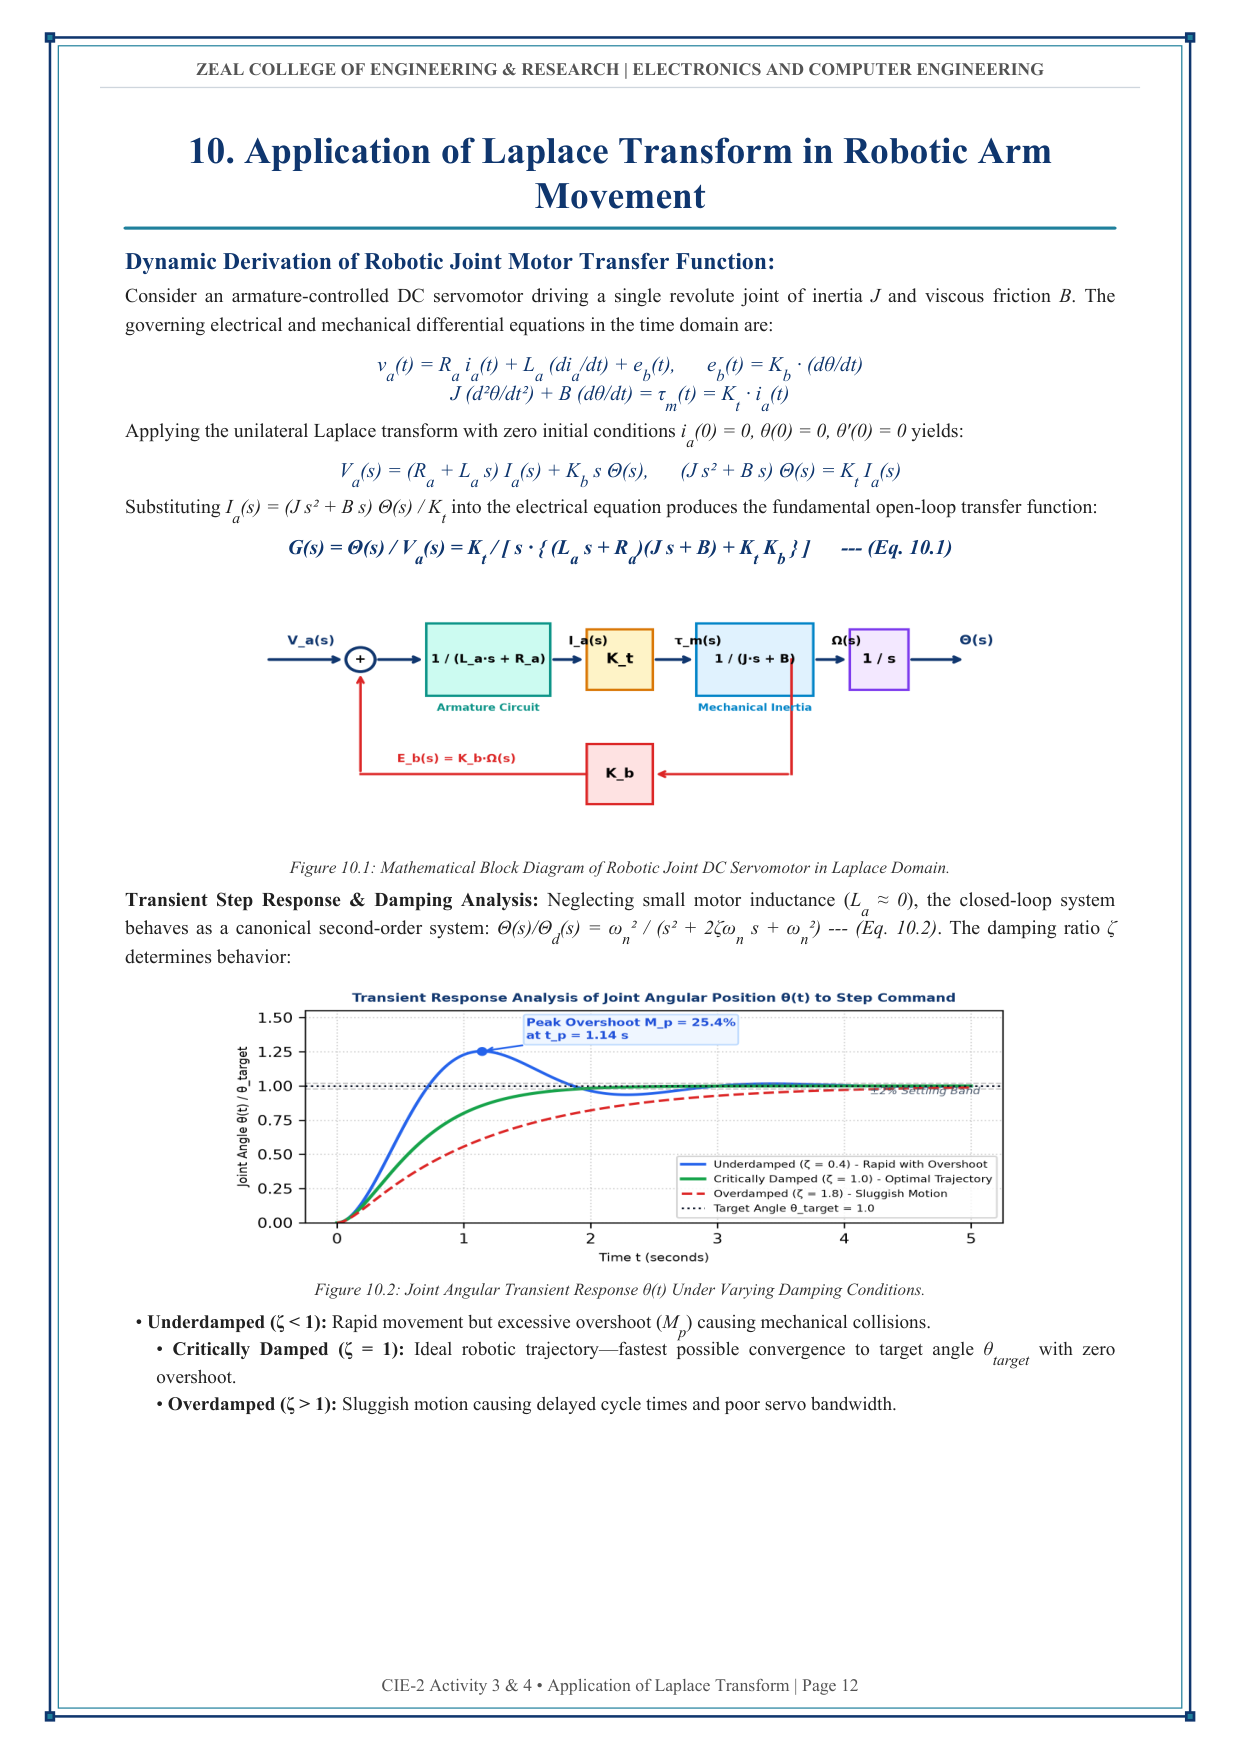 ZEAL COLLEGE OF ENGINEERING & RESEARCH | ELECTRONICS AND COMPUTER ENGINEERING
10. Application of Laplace Transform in Robotic Arm
Movement
Dynamic Derivation of Robotic Joint Motor Transfer Function:
Consider an armature-controlled DC servomotor driving a single revolute joint of inertia J and viscous friction B. The
governing electrical and mechanical differential equations in the time domain are:
v_a(t) = R_a i_a(t) + L_a (di_a/dt) + e_b(t), e_b(t) = K_b · (dθ/dt)
J (d²θ/dt²) + B (dθ/dt) = τ_m(t) = K_t · i_a(t)
Applying the unilateral Laplace transform with zero initial conditions i_a(0) = 0, θ(0) = 0, θ′(0) = 0 yields:
V_a(s) = (R_a + L_a s) I_a(s) + K_b s Θ(s), (J s² + B s) Θ(s) = K_t I_a(s)
Substituting I_a(s) = (J s² + B s) Θ(s) / K_t into the electrical equation produces the fundamental open-loop transfer function:
G(s) = Θ(s) / V_a(s) = K_t / [ s · { (L_a s + R_a)(J s + B) + K_t K_b } ] --- (Eq. 10.1)
V_a(s)
+
1 / (L_a·s + R_a)
Armature Circuit
I_a(s)
K_t
τ_m(s)
1 / (J·s + B)
Mechanical Inertia
Ω(s)
1 / s
Θ(s)
E_b(s) = K_b·Ω(s)
K_b
Figure 10.1: Mathematical Block Diagram of Robotic Joint DC Servomotor in Laplace Domain.
Transient Step Response & Damping Analysis: Neglecting small motor inductance (L_a ≈ 0), the closed-loop system
behaves as a canonical second-order system: Θ(s)/Θ_d(s) = ω_n² / (s² + 2ζω_n s + ω_n²) --- (Eq. 10.2). The damping ratio ζ
determines behavior:
Transient Response Analysis of Joint Angular Position θ(t) to Step Command
Joint Angle θ(t) / θ_target
1.50
1.25
1.00
0.75
0.50
0.25
0.00
Peak Overshoot M_p = 25.4%
at t_p = 1.14 s
±2% Settling Band
Underdamped (ζ = 0.4) - Rapid with Overshoot
Critically Damped (ζ = 1.0) - Optimal Trajectory
Overdamped (ζ = 1.8) - Sluggish Motion
Target Angle θ_target = 1.0
0 1 2 3 4 5
Time t (seconds)
Figure 10.2: Joint Angular Transient Response θ(t) Under Varying Damping Conditions.
• Underdamped (ζ < 1): Rapid movement but excessive overshoot (M_p) causing mechanical collisions.
• Critically Damped (ζ = 1): Ideal robotic trajectory—fastest possible convergence to target angle θ_target with zero
overshoot.
• Overdamped (ζ > 1): Sluggish motion causing delayed cycle times and poor servo bandwidth.
CIE-2 Activity 3 & 4 • Application of Laplace Transform | Page 12